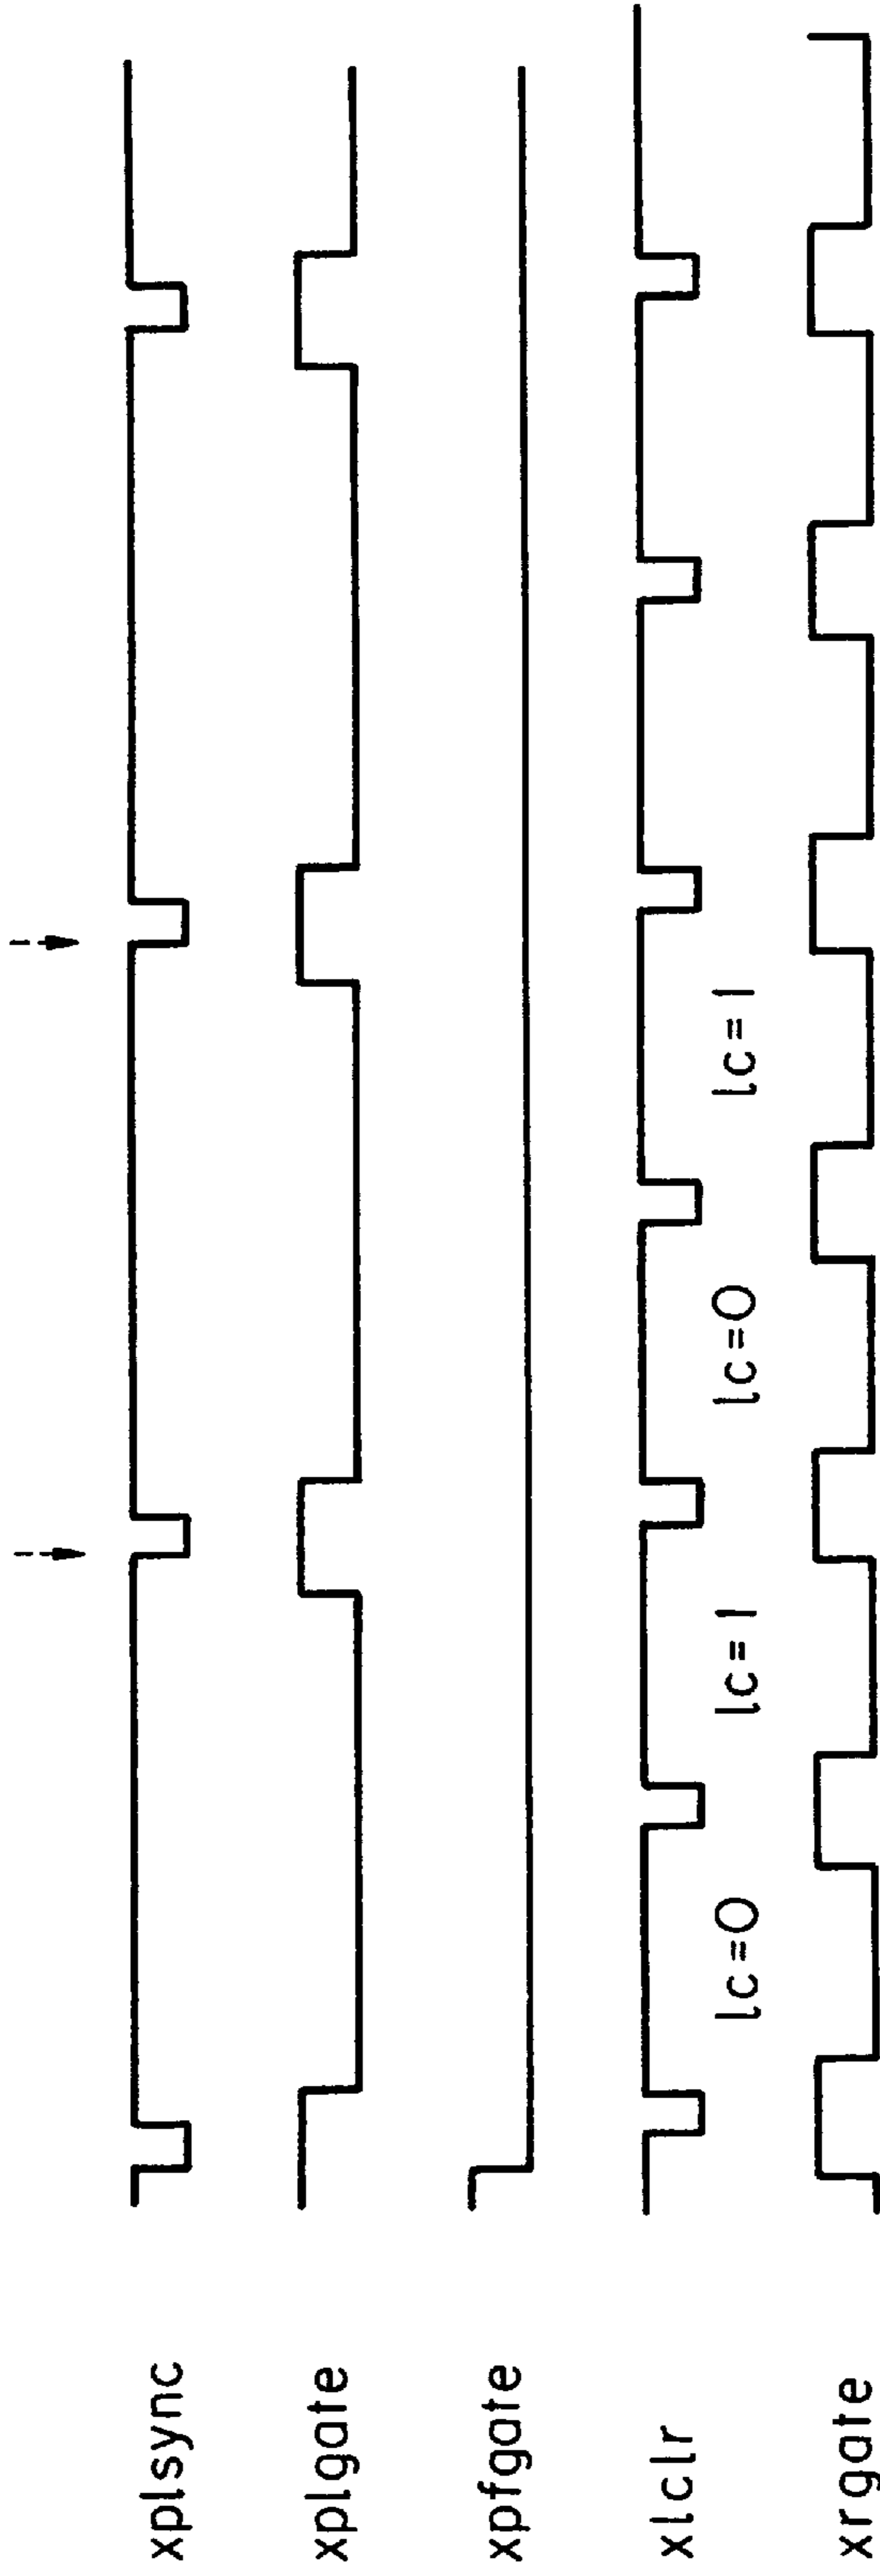 xplsync
xplgate
xpfgate
xlclr
lc=0
lc=1
lc=0
lc=1
xrgate